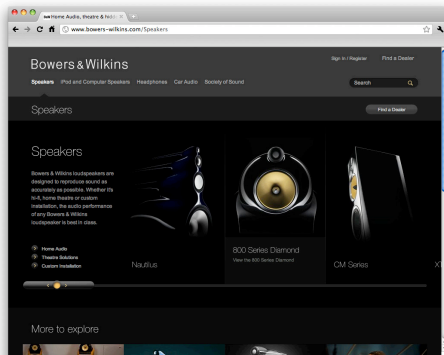 B&W Home Audio, theatre & hidd
www.bowers-wilkins.com/Speakers
Bowers & Wilkins
Sign In / Register
Find a Dealer
Speakers
iPod and Computer Speakers
Headphones
Car Audio
Society of Sound
Search
Speakers
Find a Dealer
Speakers
Bowers & Wilkins loudspeakers are
designed to reproduce sound as
accurately as possible. Whether it's
hi-fi, home theatre or custom
installation, the audio performance
of any Bowers & Wilkins
loudspeaker is best in class.
Home Audio
Theatre Solutions
Custom Installation
Nautilus
800 Series Diamond
View the 800 Series Diamond
CM Series
XT
More to explore